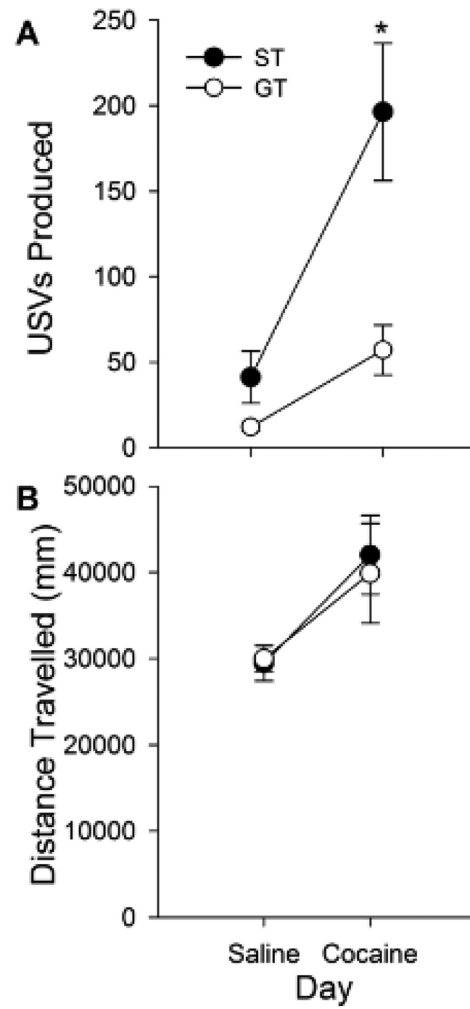 A
250
*
ST
GT
200
150
100
50
0
USVs Produced
B
50000
40000
30000
20000
10000
0
Distance Travelled (mm)
Saline Cocaine
Day